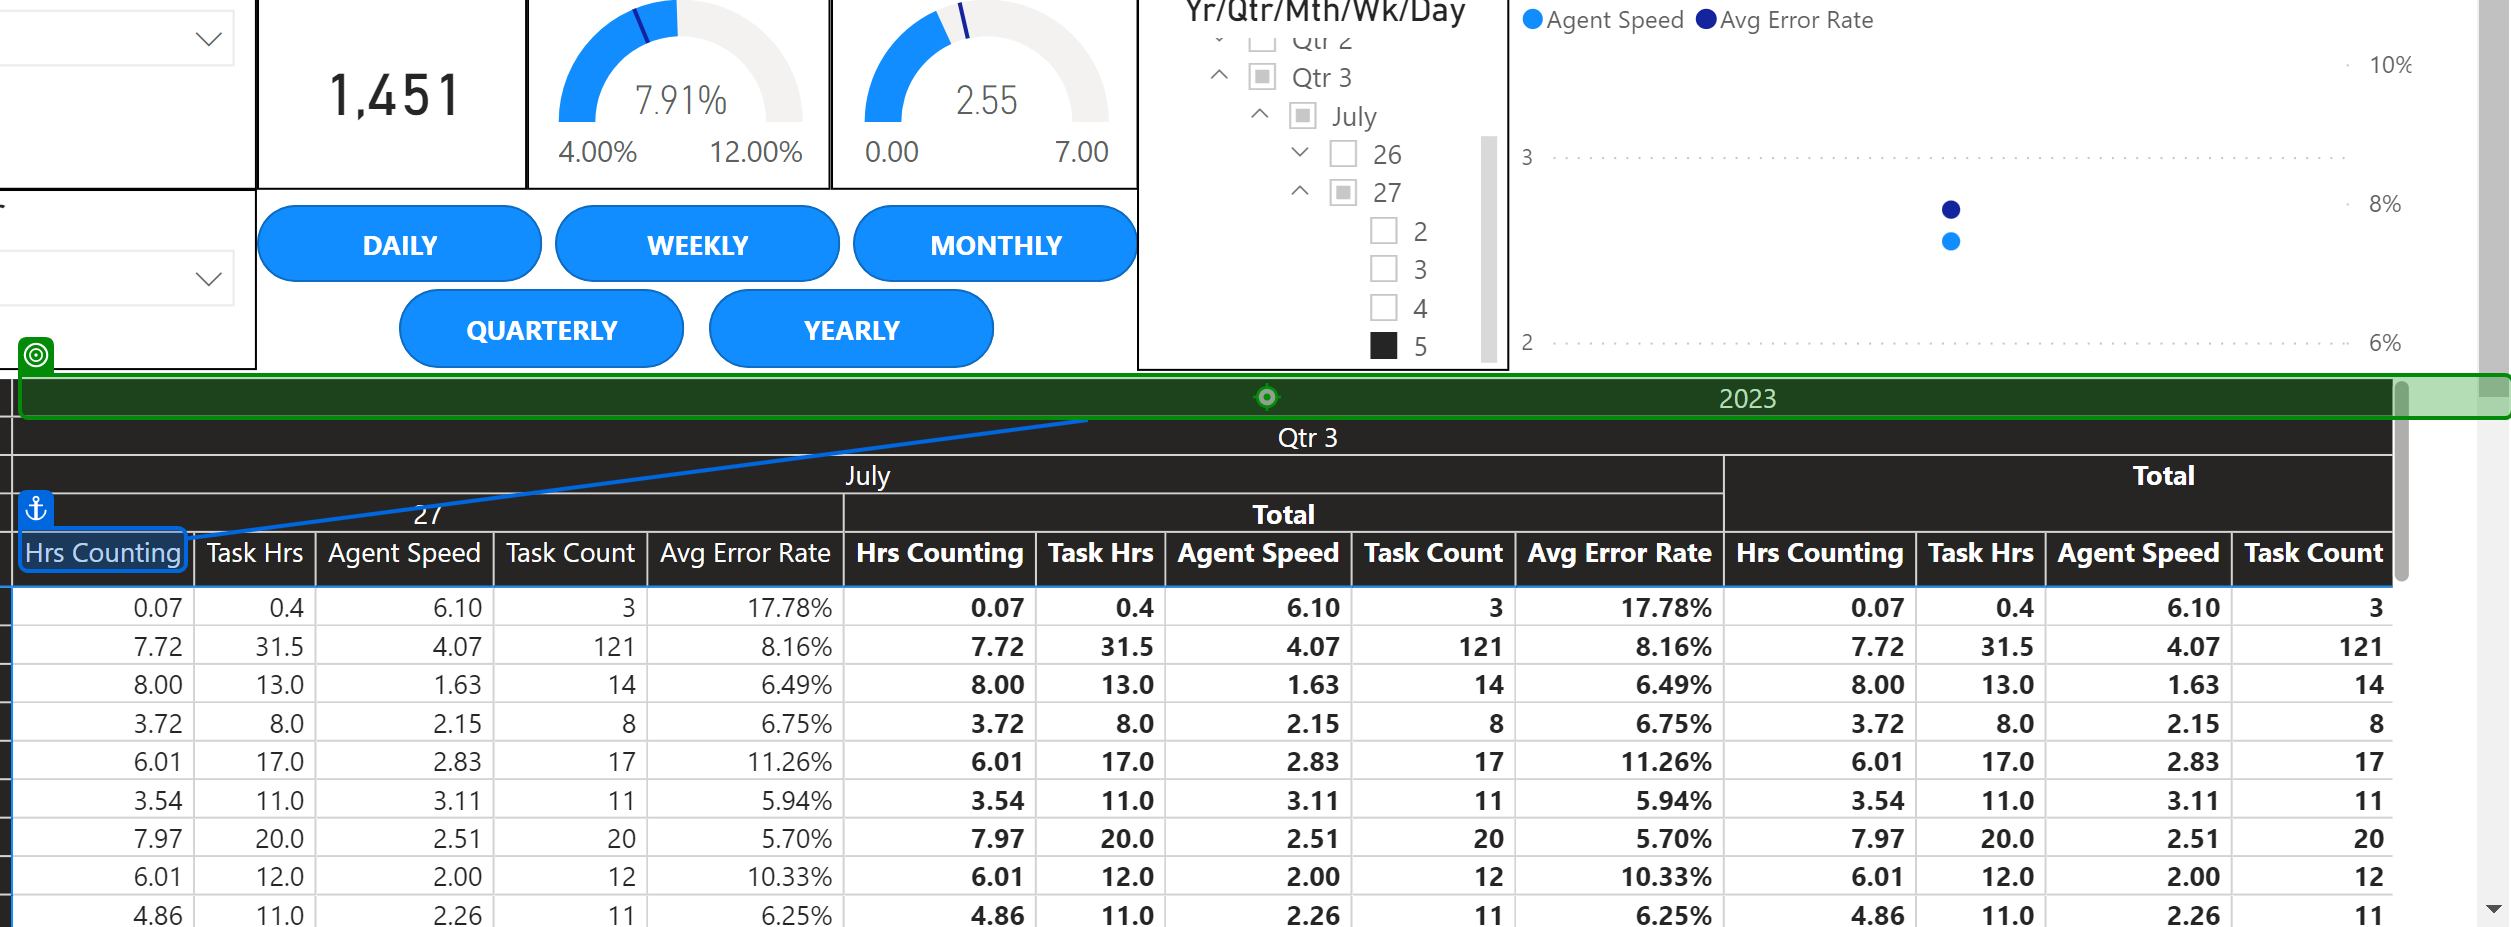 1,451
7.91%
4.00%
12.00%
2.55
0.00
7.00
DAILY
WEEKLY
MONTHLY
QUARTERLY
YEARLY
Yr/Qtr/Mth/Wk/Day
Qtr 2
Qtr 3
July
26
27
2
3
4
5
Agent Speed Avg Error Rate
10%
3
8%
2
6%
2023
Qtr 3
July Total
27 Total
Hrs Counting Task Hrs Agent Speed Task Count Avg Error Rate Hrs Counting Task Hrs Agent Speed Task Count Avg Error Rate Hrs Counting Task Hrs Agent Speed Task Count
0.07 0.4 6.10 3 17.78% 0.07 0.4 6.10 3 17.78% 0.07 0.4 6.10 3
7.72 31.5 4.07 121 8.16% 7.72 31.5 4.07 121 8.16% 7.72 31.5 4.07 121
8.00 13.0 1.63 14 6.49% 8.00 13.0 1.63 14 6.49% 8.00 13.0 1.63 14
3.72 8.0 2.15 8 6.75% 3.72 8.0 2.15 8 6.75% 3.72 8.0 2.15 8
6.01 17.0 2.83 17 11.26% 6.01 17.0 2.83 17 11.26% 6.01 17.0 2.83 17
3.54 11.0 3.11 11 5.94% 3.54 11.0 3.11 11 5.94% 3.54 11.0 3.11 11
7.97 20.0 2.51 20 5.70% 7.97 20.0 2.51 20 5.70% 7.97 20.0 2.51 20
6.01 12.0 2.00 12 10.33% 6.01 12.0 2.00 12 10.33% 6.01 12.0 2.00 12
4.86 11.0 2.26 11 6.25% 4.86 11.0 2.26 11 6.25% 4.86 11.0 2.26 11